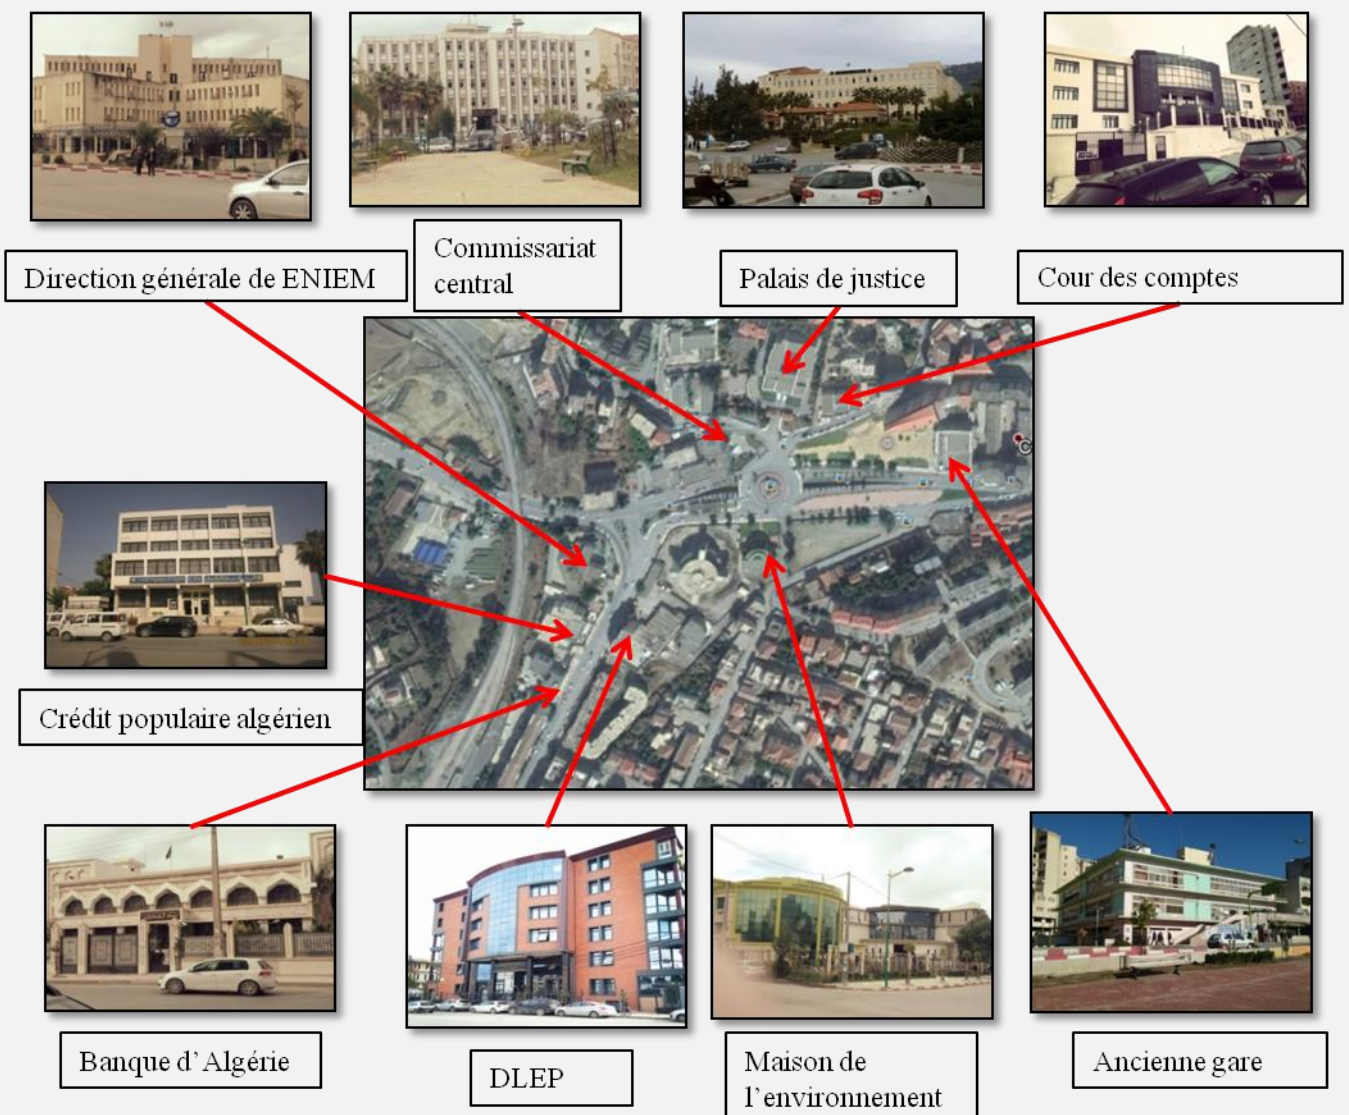 Direction générale de ENIEM
Commissariat
central
Palais de justice
Cour des comptes
Crédit populaire algérien
Banque d'Algérie
DLEP
Maison de
l'environnement
Ancienne gare